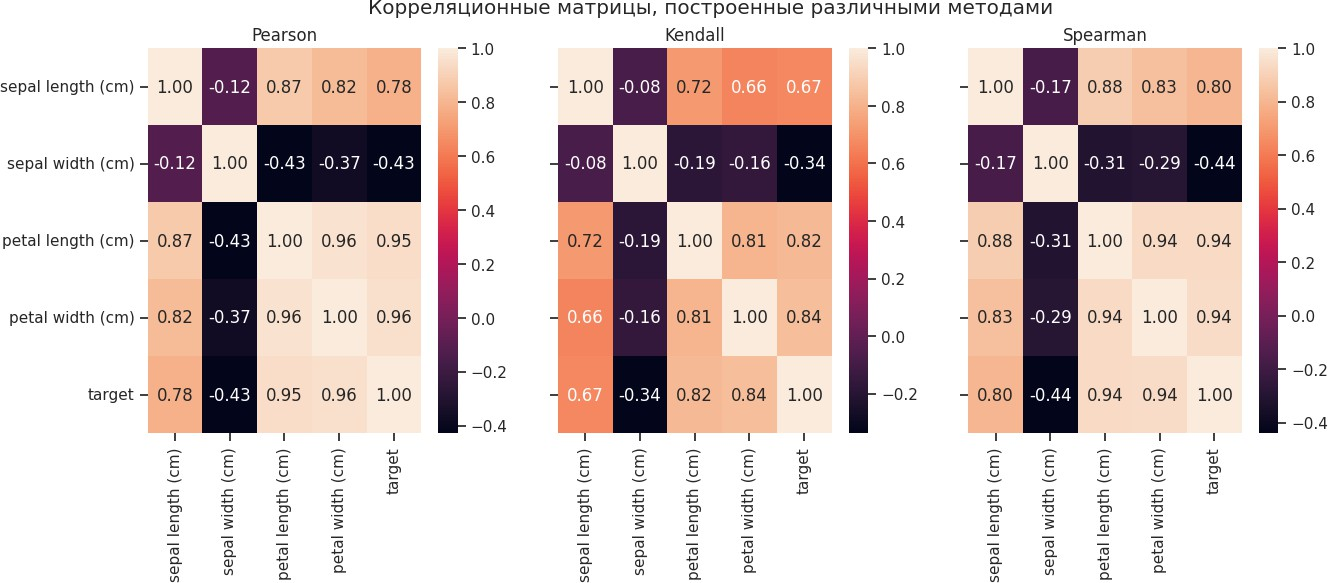 Корреляционные матрицы, построенные различными методами
Pearson
Kendall
Spearman
sepal length (cm) 1.00 -0.12 0.87 0.82 0.78
sepal width (cm) -0.12 1.00 -0.43 -0.37 -0.43
petal length (cm) 0.87 -0.43 1.00 0.96 0.95
petal width (cm) 0.82 -0.37 0.96 1.00 0.96
target 0.78 -0.43 0.95 0.96 1.00
sepal length (cm)
sepal width (cm)
petal length (cm)
petal width (cm)
target
1.0
0.8
0.6
0.4
0.2
0.0
−0.2
−0.4
1.00 -0.08 0.72 0.66 0.67
-0.08 1.00 -0.19 -0.16 -0.34
0.72 -0.19 1.00 0.81 0.82
0.66 -0.16 0.81 1.00 0.84
0.67 -0.34 0.82 0.84 1.00
sepal length (cm)
sepal width (cm)
petal length (cm)
petal width (cm)
target
1.0
0.8
0.6
0.4
0.2
0.0
−0.2
1.00 -0.17 0.88 0.83 0.80
-0.17 1.00 -0.31 -0.29 -0.44
0.88 -0.31 1.00 0.94 0.94
0.83 -0.29 0.94 1.00 0.94
0.80 -0.44 0.94 0.94 1.00
sepal length (cm)
sepal width (cm)
petal length (cm)
petal width (cm)
target
1.0
0.8
0.6
0.4
0.2
0.0
−0.2
−0.4